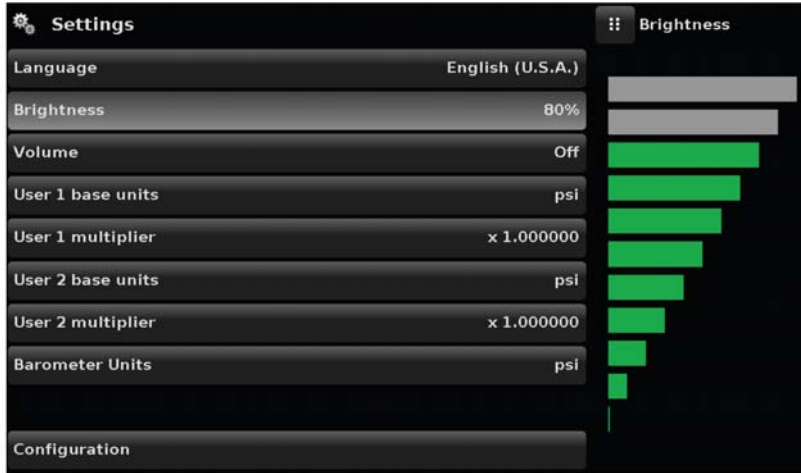 Settings
Brightness
Language English (U.S.A.)
Brightness 80%
Volume Off
User 1 base units psi
User 1 multiplier x 1.000000
User 2 base units psi
User 2 multiplier x 1.000000
Barometer Units psi
Configuration